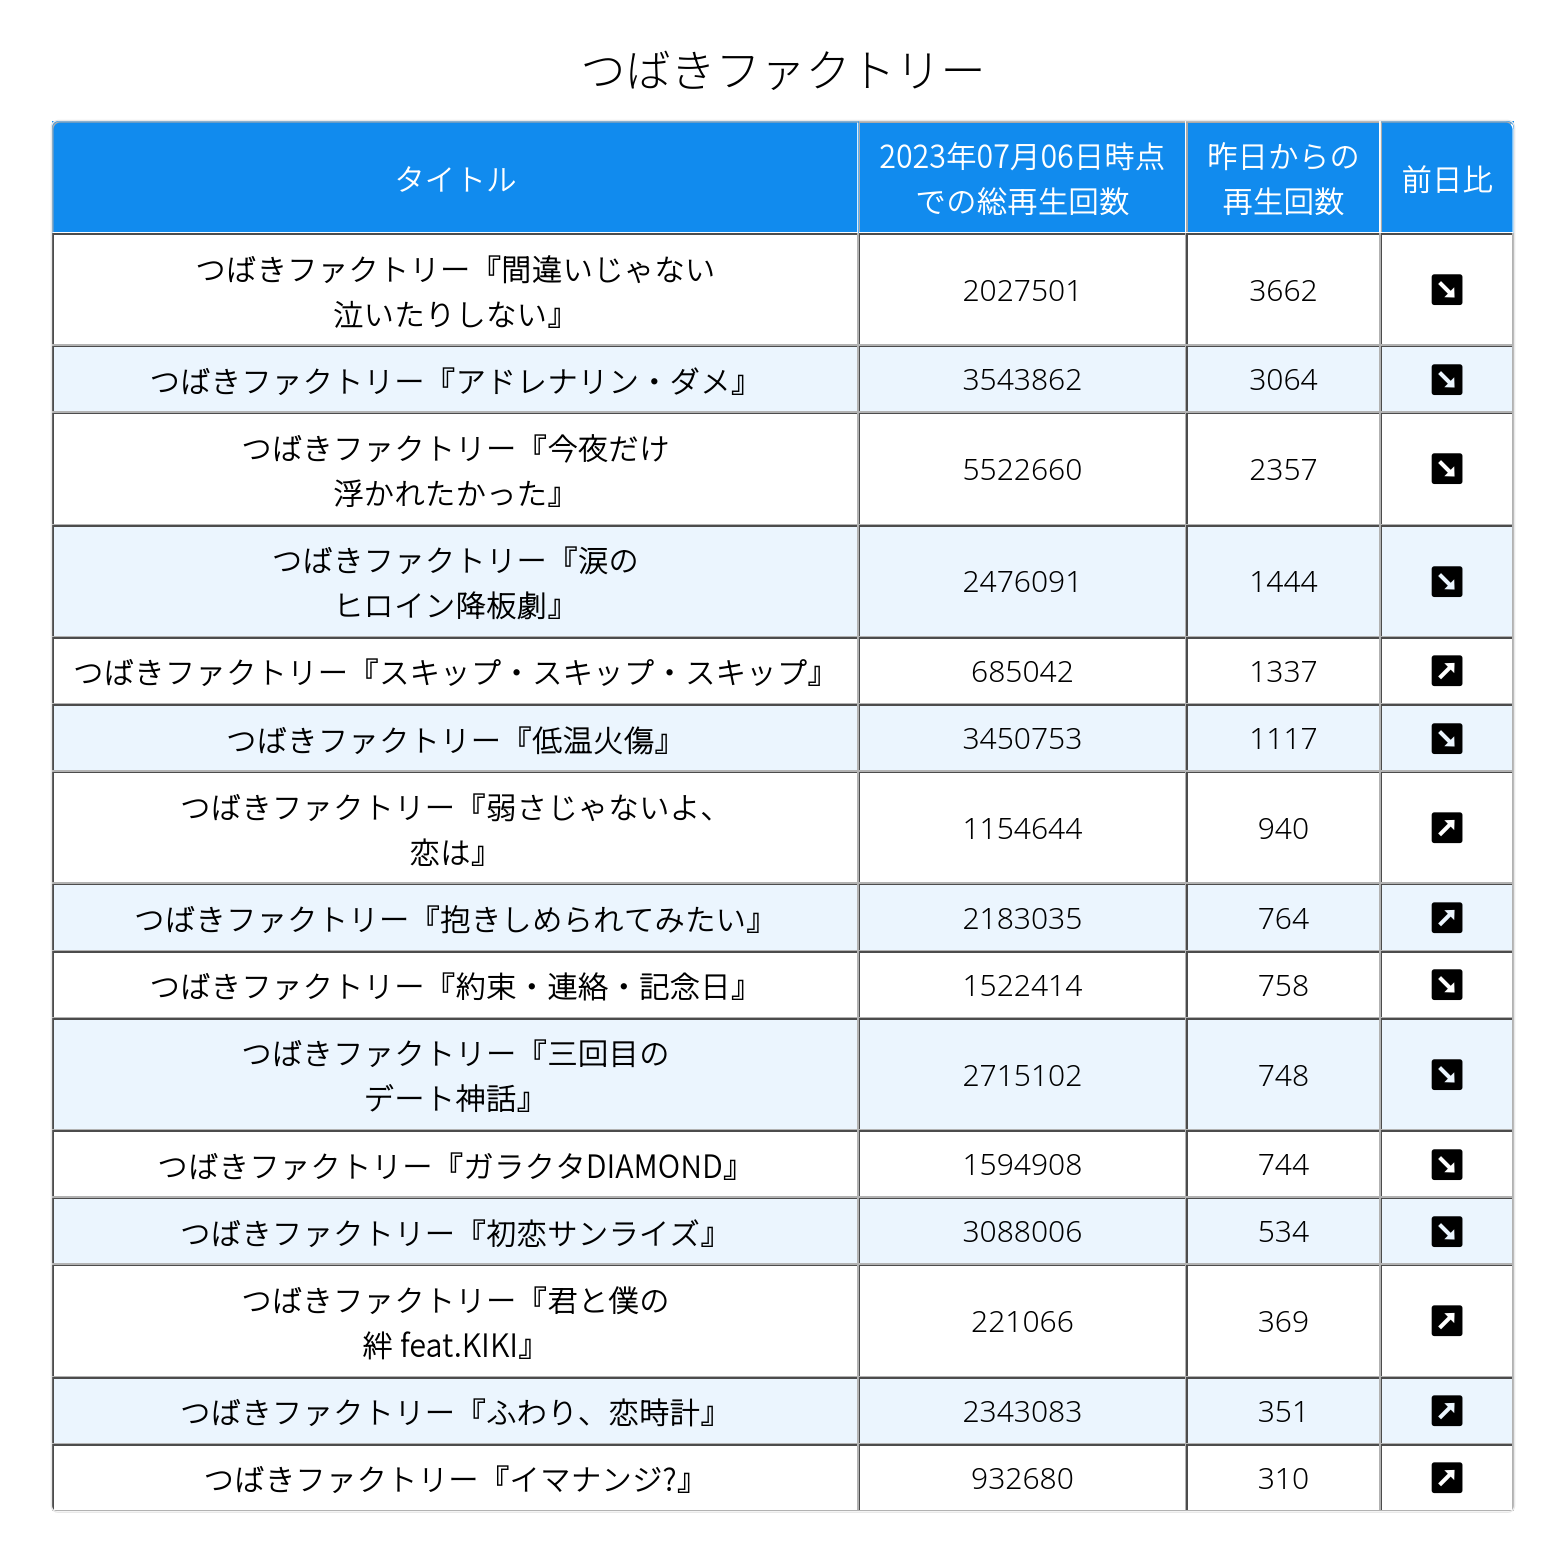 つばきファクトリー
タイトル
2023年07月06日時点
での総再生回数
昨日からの
再生回数
前日比
つばきファクトリー『間違いじゃない
泣いたりしない』
2027501
3662
つばきファクトリー『アドレナリン・ダメ』
3543862
3064
つばきファクトリー『今夜だけ
浮かれたかった』
5522660
2357
つばきファクトリー『涙の
ヒロイン降板劇』
2476091
1444
つばきファクトリー『スキップ・スキップ・スキップ』
685042
1337
つばきファクトリー『低温火傷』
3450753
1117
つばきファクトリー『弱さじゃないよ、
恋は』
1154644
940
つばきファクトリー『抱きしめられてみたい』
2183035
764
つばきファクトリー『約束・連絡・記念日』
1522414
758
つばきファクトリー『三回目の
デート神話』
2715102
748
つばきファクトリー『ガラクタDIAMOND』
1594908
744
つばきファクトリー『初恋サンライズ』
3088006
534
つばきファクトリー『君と僕の
絆 feat.KIKI』
221066
369
つばきファクトリー『ふわり、恋時計』
2343083
351
つばきファクトリー『イマナンジ?』
932680
310